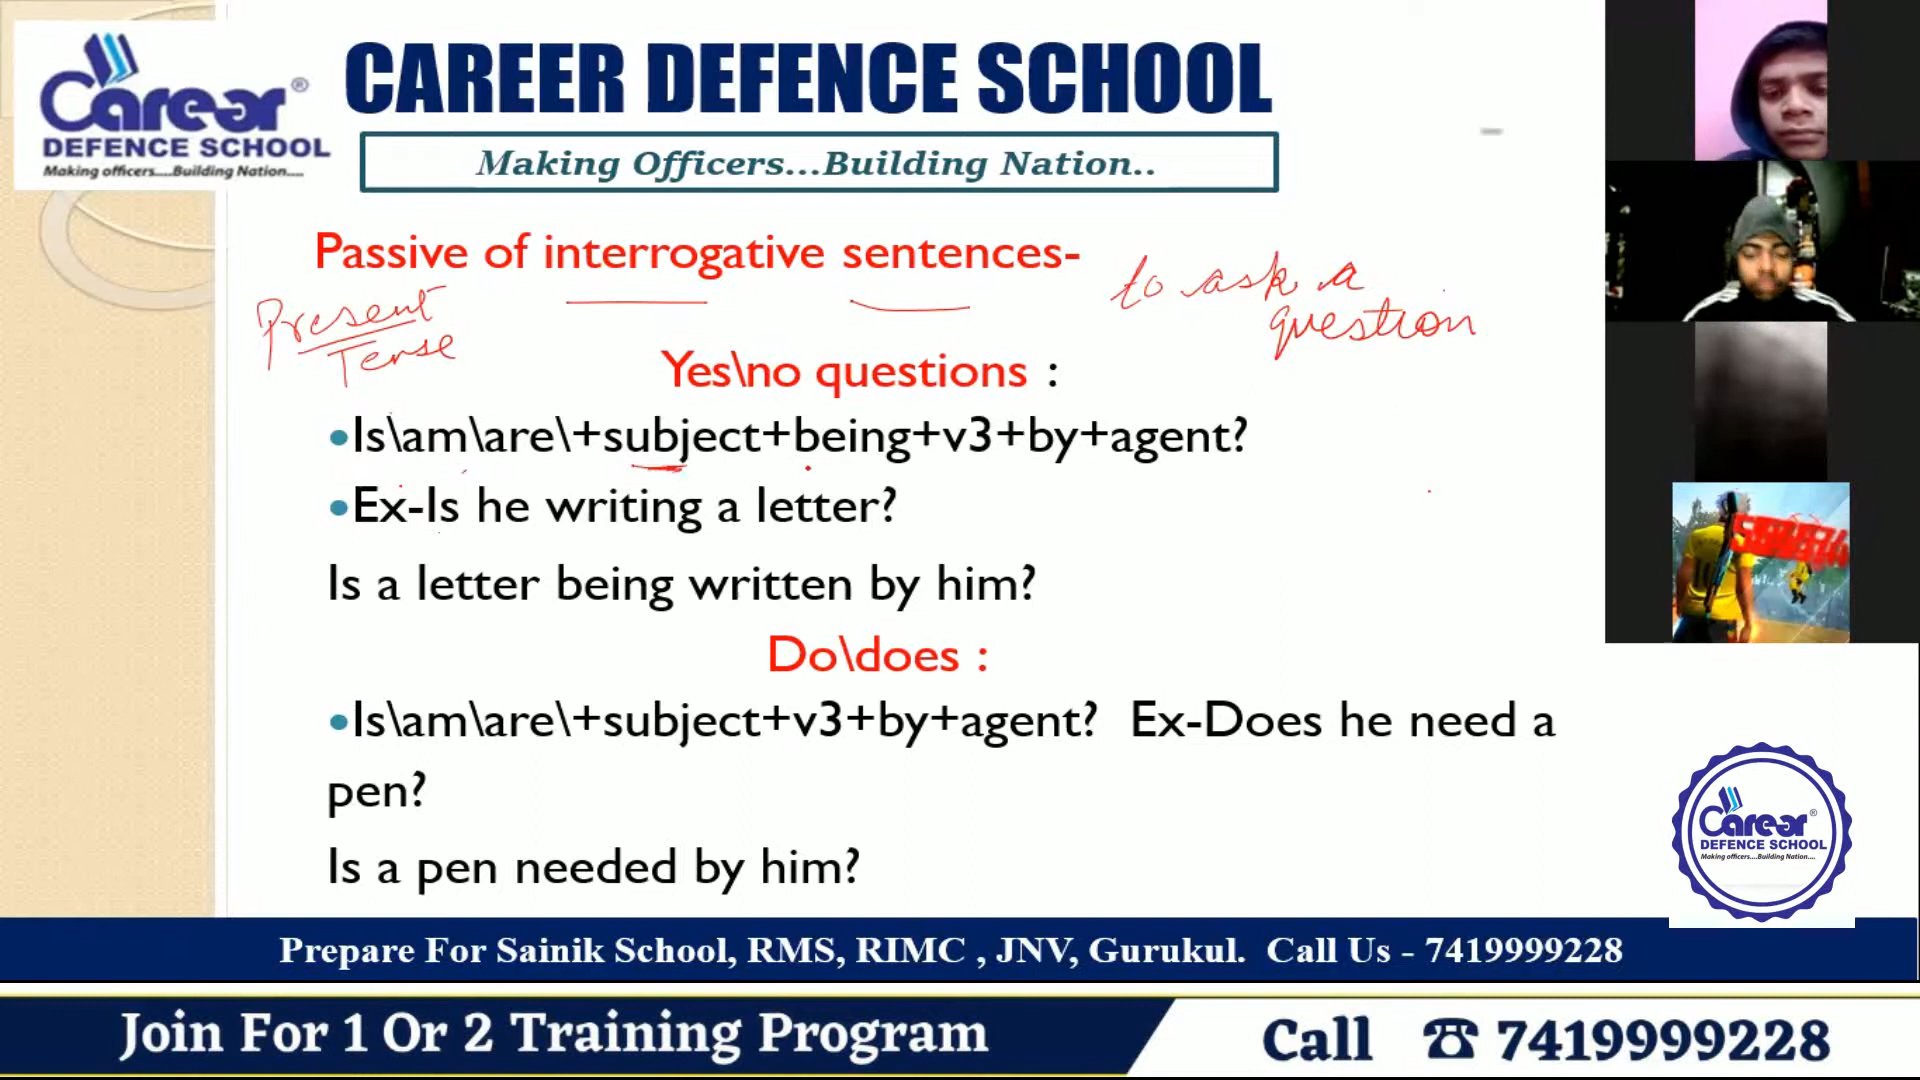 Career ®
DEFENCE SCHOOL
Making officers....Building Nation....
CAREER DEFENCE SCHOOL
Making Officers...Building Nation..
Passive of interrogative sentences-
to ask a
question
Present
Tense
Yes\no questions :
•Is\am\are\+subject+being+v3+by+agent?
•Ex-Is he writing a letter?
Is a letter being written by him?
Do\does :
•Is\am\are\+subject+v3+by+agent? Ex-Does he need a
pen?
Is a pen needed by him?
Career ®
DEFENCE SCHOOL
Making officers....Building Nation....
Prepare For Sainik School, RMS, RIMC , JNV, Gurukul. Call Us - 7419999228
Join For 1 Or 2 Training Program
Call ☎ 7419999228